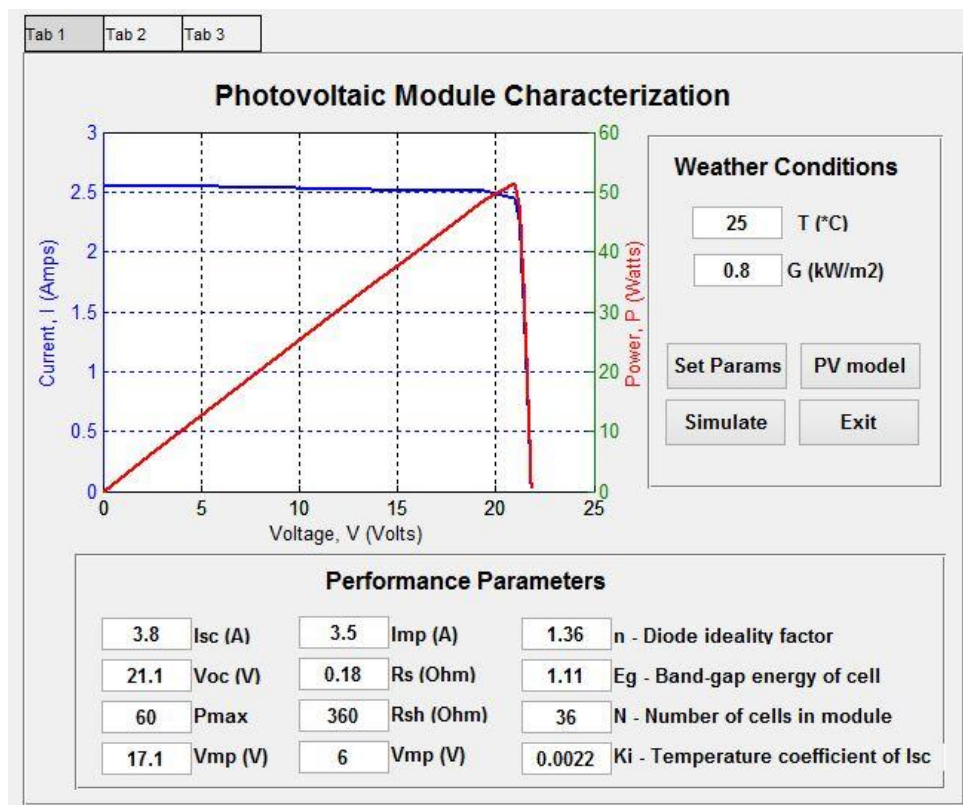 Tab 1 Tab 2 Tab 3
Photovoltaic Module Characterization
3
2.5
2
1.5
1
0.5
0
Current, I (Amps)
0 5 10 15 20 25
Voltage, V (Volts)
60
50
40
30
20
10
0
Power, P (Watts)
Weather Conditions
25 T (*C)
0.8 G (kW/m2)
Set Params PV model
Simulate Exit
Performance Parameters
3.8 Isc (A) 3.5 Imp (A) 1.36 n - Diode ideality factor
21.1 Voc (V) 0.18 Rs (Ohm) 1.11 Eg - Band-gap energy of cell
60 Pmax 360 Rsh (Ohm) 36 N - Number of cells in module
17.1 Vmp (V) 6 Vmp (V) 0.0022 Ki - Temperature coefficient of Isc